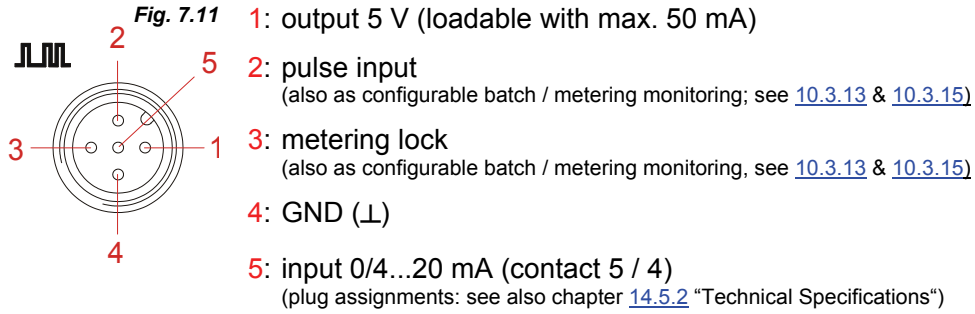 Fig. 7.11
1: output 5 V (loadable with max. 50 mA)
2
5
2: pulse input
(also as configurable batch / metering monitoring; see 10.3.13 & 10.3.15)
3
1
3: metering lock
(also as configurable batch / metering monitoring, see 10.3.13 & 10.3.15)
4
4: GND (⊥)
5: input 0/4...20 mA (contact 5 / 4)
(plug assignments: see also chapter 14.5.2 “Technical Specifications“)